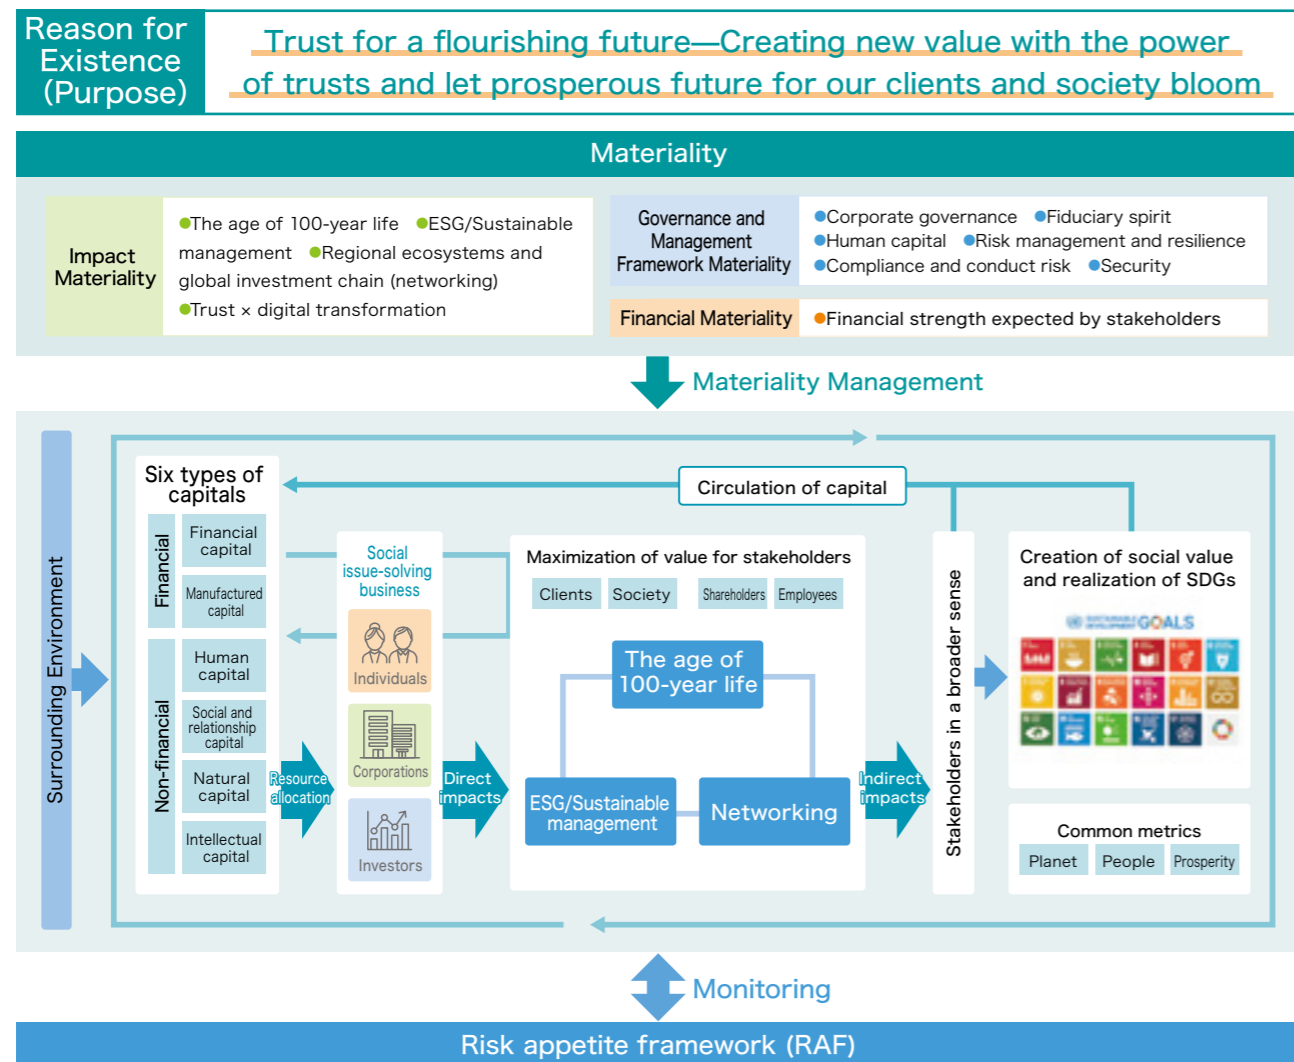 Reason for
Existence
(Purpose)
Trust for a flourishing future—Creating new value with the power
of trusts and let prosperous future for our clients and society bloom
Materiality
Impact
Materiality
●The age of 100-year life ●ESG/Sustainable
management ●Regional ecosystems and
global investment chain (networking)
●Trust × digital transformation
Governance and
Management
Framework Materiality
●Corporate governance ●Fiduciary spirit
●Human capital ●Risk management and resilience
●Compliance and conduct risk ●Security
Financial Materiality
●Financial strength expected by stakeholders
Materiality Management
Surrounding Environment
Six types of
capitals
Financial
Financial
capital
Manufactured
capital
Non-financial
Human
capital
Social and
relationship
capital
Natural
capital
Intellectual
capital
Resource
allocation
Social
issue-solving
business
Individuals
Corporations
Investors
Direct
impacts
Circulation of capital
Maximization of value for stakeholders
Clients
Society
Shareholders
Employees
The age of
100-year life
ESG/Sustainable
management
Networking
Indirect
impacts
Stakeholders in a broader sense
Creation of social value
and realization of SDGs
SUSTAINABLE
DEVELOPMENT
GOALS
Common metrics
Planet
People
Prosperity
Monitoring
Risk appetite framework (RAF)